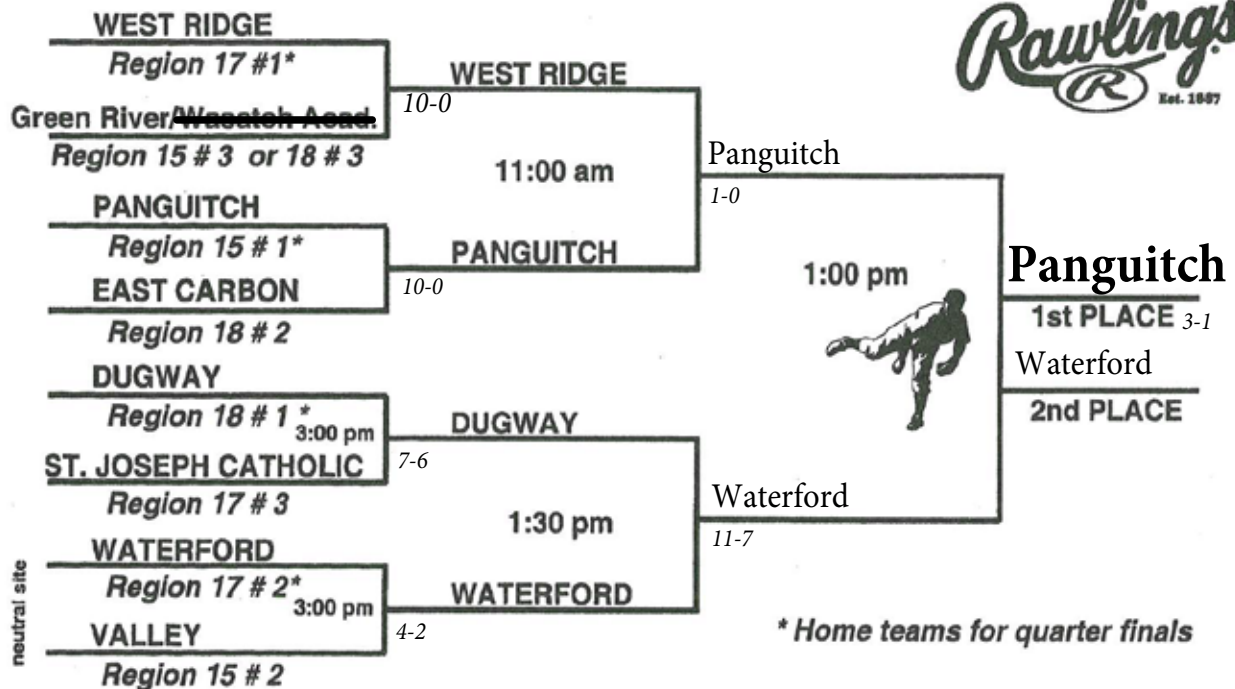 WEST RIDGE
Region 17 #1*
Green River/Wasatch Acad.
Region 15 # 3 or 18 # 3
10-0
WEST RIDGE
PANGUITCH
Region 15 # 1*
EAST CARBON
Region 18 # 2
10-0
11:00 am
PANGUITCH
Panguitch
1-0
DUGWAY
Region 18 # 1 *
3:00 pm
ST. JOSEPH CATHOLIC
Region 17 # 3
7-6
DUGWAY
neutral site
WATERFORD
Region 17 # 2*
3:00 pm
VALLEY
Region 15 # 2
4-2
1:30 pm
WATERFORD
Waterford
11-7
1:00 pm
Panguitch
1st PLACE 3-1
Waterford
2nd PLACE
Rawlings
R
Est. 1887
* Home teams for quarter finals